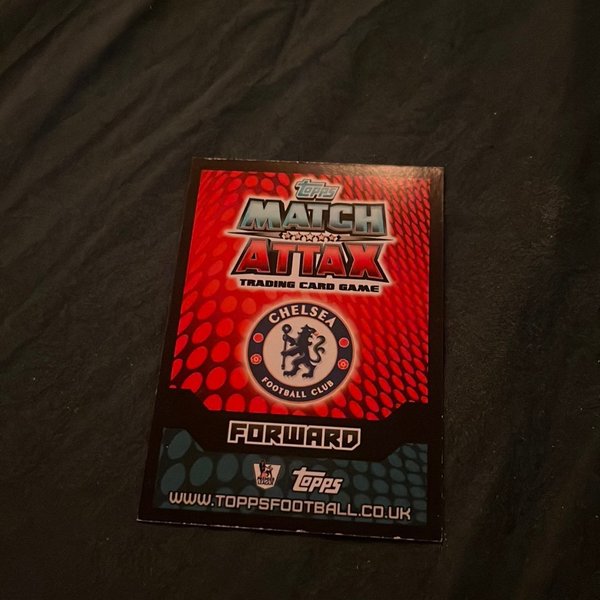 topps
MATCH
ATTAX
TRADING CARD GAME
CHELSEA
FOOTBALL CLUB
FORWARD
topps
WWW.TOPPSFOOTBALL.CO.UK